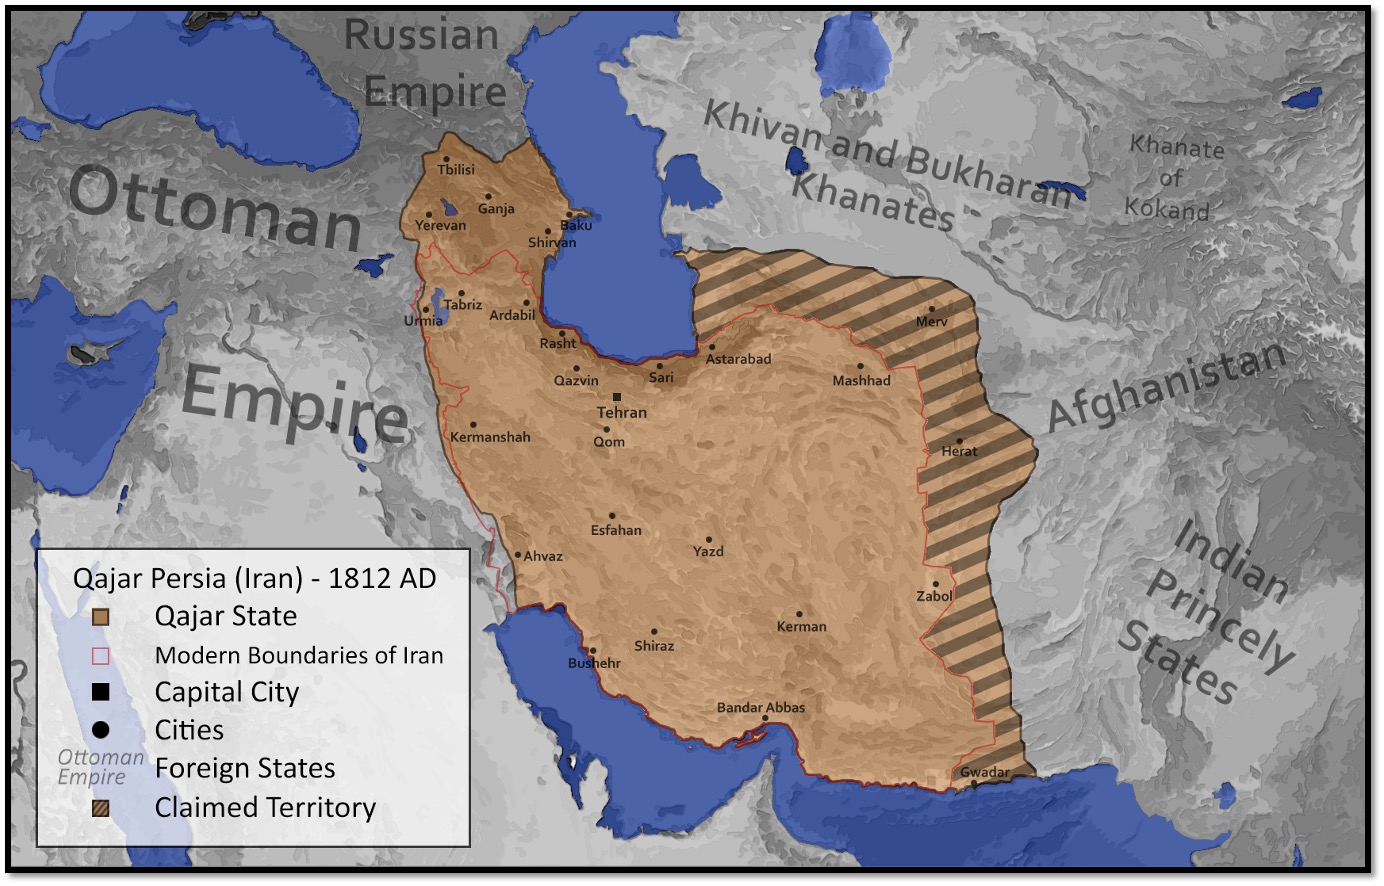 Russian
Empire
Ottoman
Empire
Khivan and Bukharan
Khanates
Khanate
of
Kokand
Afghanistan
Indian
Princely
States
Tbilisi
Ganja
Yerevan
Baku
Shirvan
Tabriz
Urmia
Ardabil
Rasht
Qazvin
Sari
Astarabad
Merv
Mashhad
Tehran
Qom
Kermanshah
Herat
Esfahan
Yazd
Ahvaz
Zabol
Kerman
Shiraz
Bushehr
Bandar Abbas
Gwadar
Qajar Persia (Iran) - 1812 AD
Qajar State
Modern Boundaries of Iran
Capital City
Cities
Ottoman
Empire
Foreign States
Claimed Territory